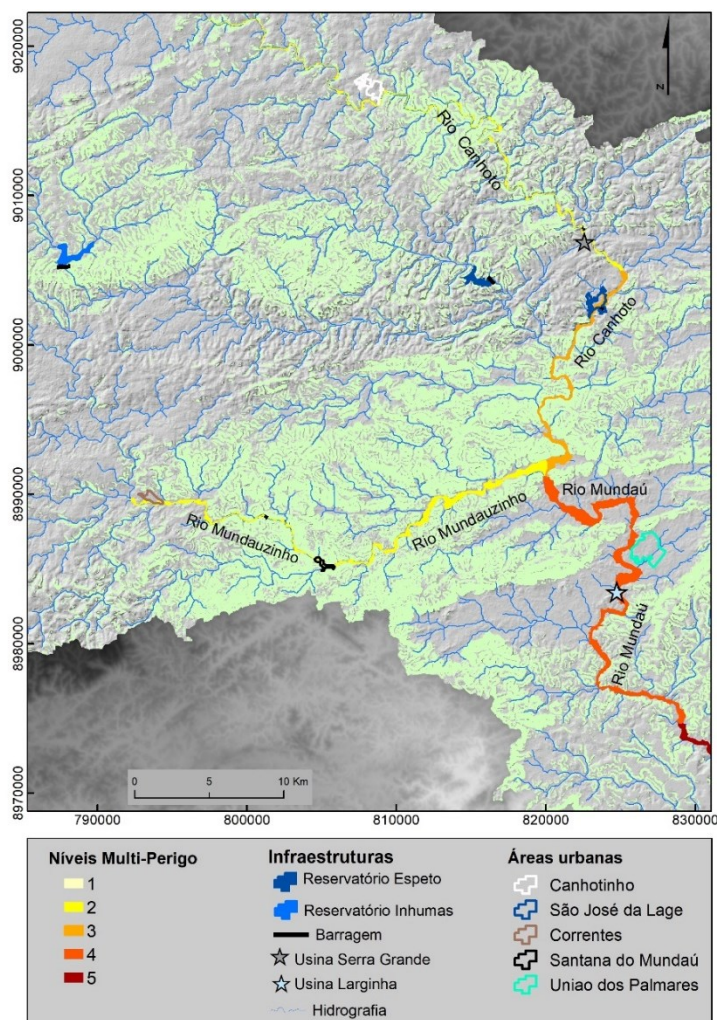 9020000
9010000
9000000
8990000
8980000
8970000
N
Rio Canhoto
Rio Canhoto
Rio Mundaú
Rio Mundauzinho
Rio Mundauzinho
Rio Mundaú
0 5 10 Km
790000 800000 810000 820000 830000
Níveis Multi-Perigo
1
2
3
4
5
Infraestruturas
Reservatório Espeto
Reservatório Inhumas
Barragem
Usina Serra Grande
Usina Larginha
Hidrografia
Áreas urbanas
Canhotinho
São José da Lage
Correntes
Santana do Mundaú
Uniao dos Palmares